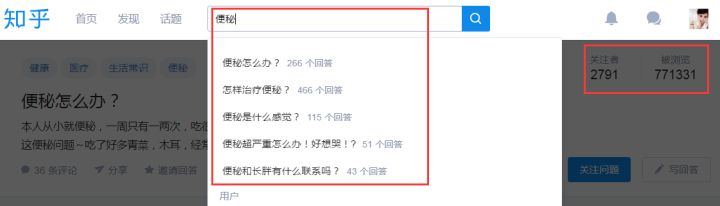 知乎 首页 发现 话题 便秘
便秘怎么办？ 266 个回答
怎样治疗便秘？ 466 个回答
便秘是什么感觉？ 115 个回答
便秘超严重怎么办！好想哭！？ 51 个回答
便秘和长胖有什么联系吗？ 43 个回答
用户
健康 医疗 生活常识 便秘
便秘怎么办？
本人从小就便秘，一周只有一两次，吃很
这便秘问题～吃了好多青菜，木耳，经常
36 条评论 分享 邀请回答
关注者 被浏览
2791 771331
关注问题 写回答